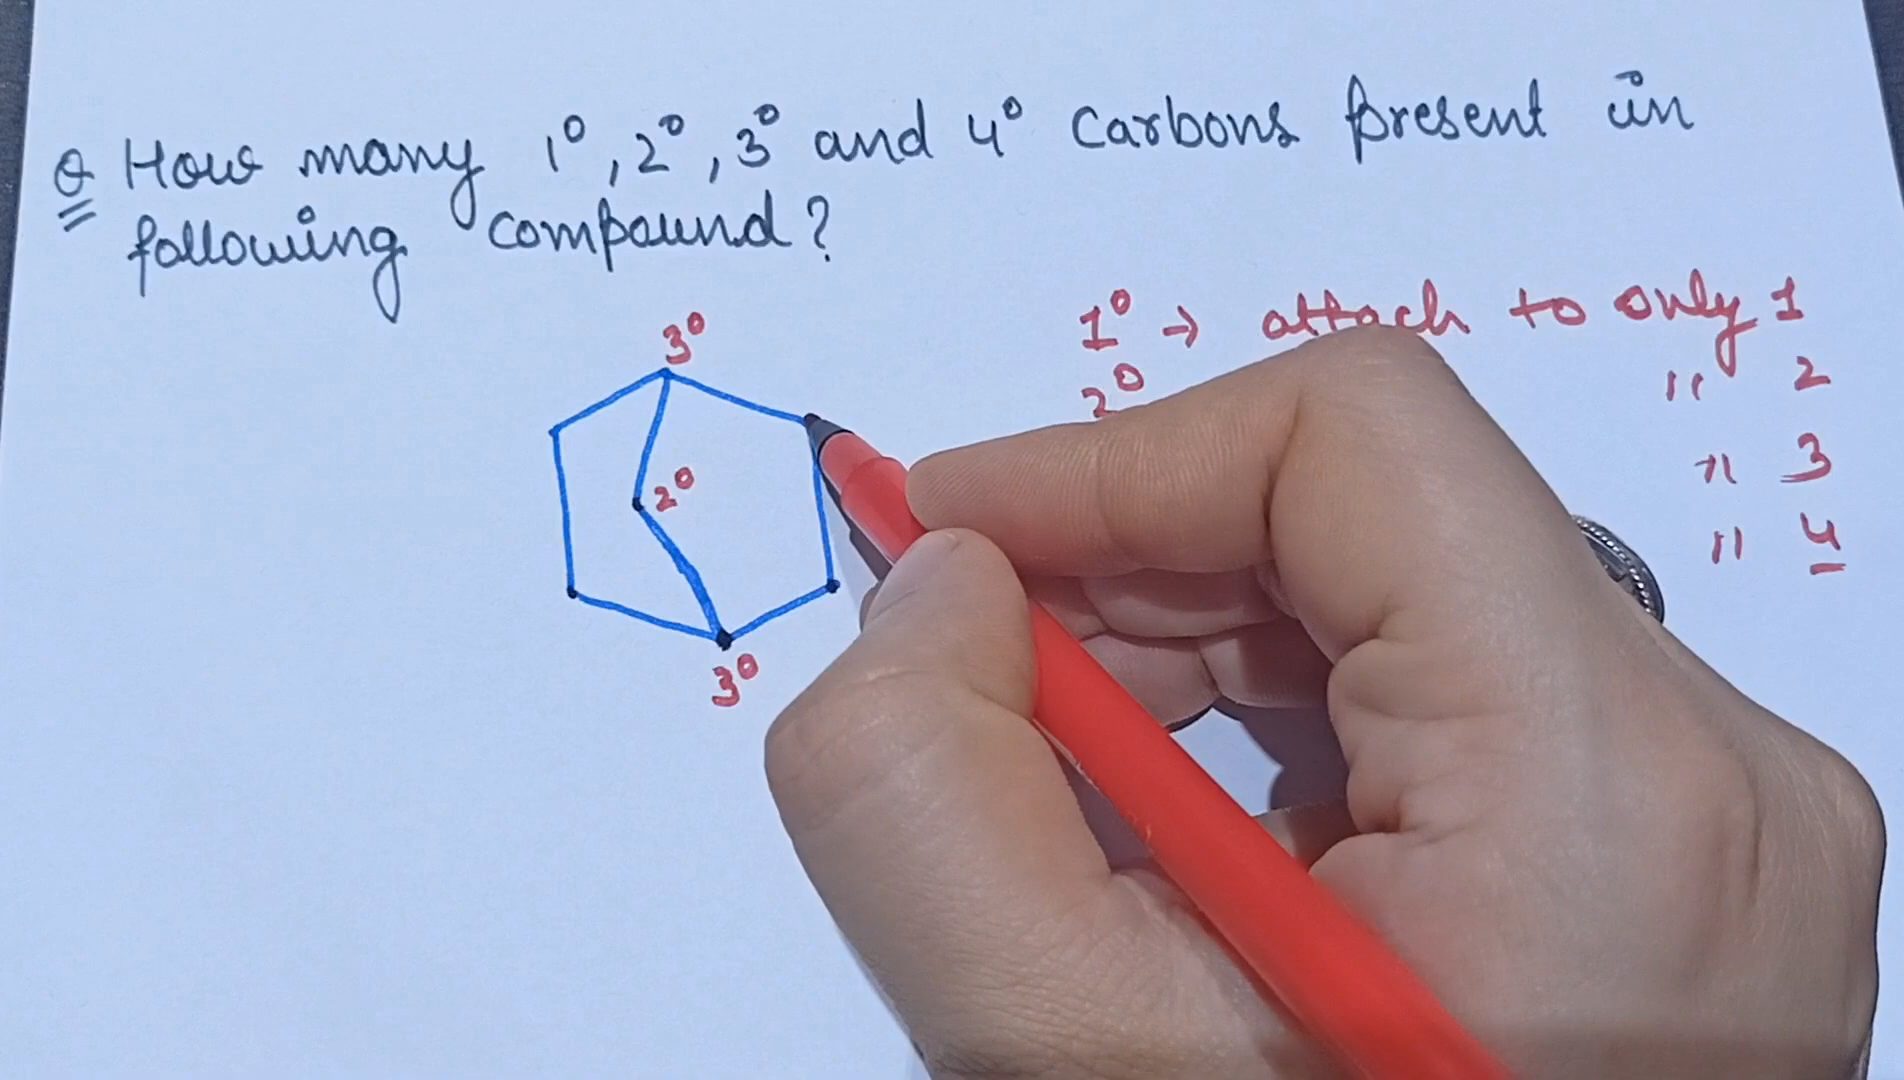 Q How many 1°, 2°, 3° and 4° carbons present in
following compound?
3°
2°
3°
1° → attach to only 1
2° " 2
" 3
" 4